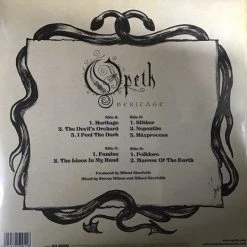 Opeth
HERITAGE
Side A:
1. Heritage
2. The Devil's Orchard
3. I Feel The Dark
Side B:
1. Slither
2. Nepenthe
3. Häxprocess
Side C:
1. Famine
2. The Lines In My Hand
Side D:
1. Folklore
2. Marrow Of The Earth
Produced by Mikael Åkerfeldt
Mixed by Steven Wilson and Mikael Åkerfeldt